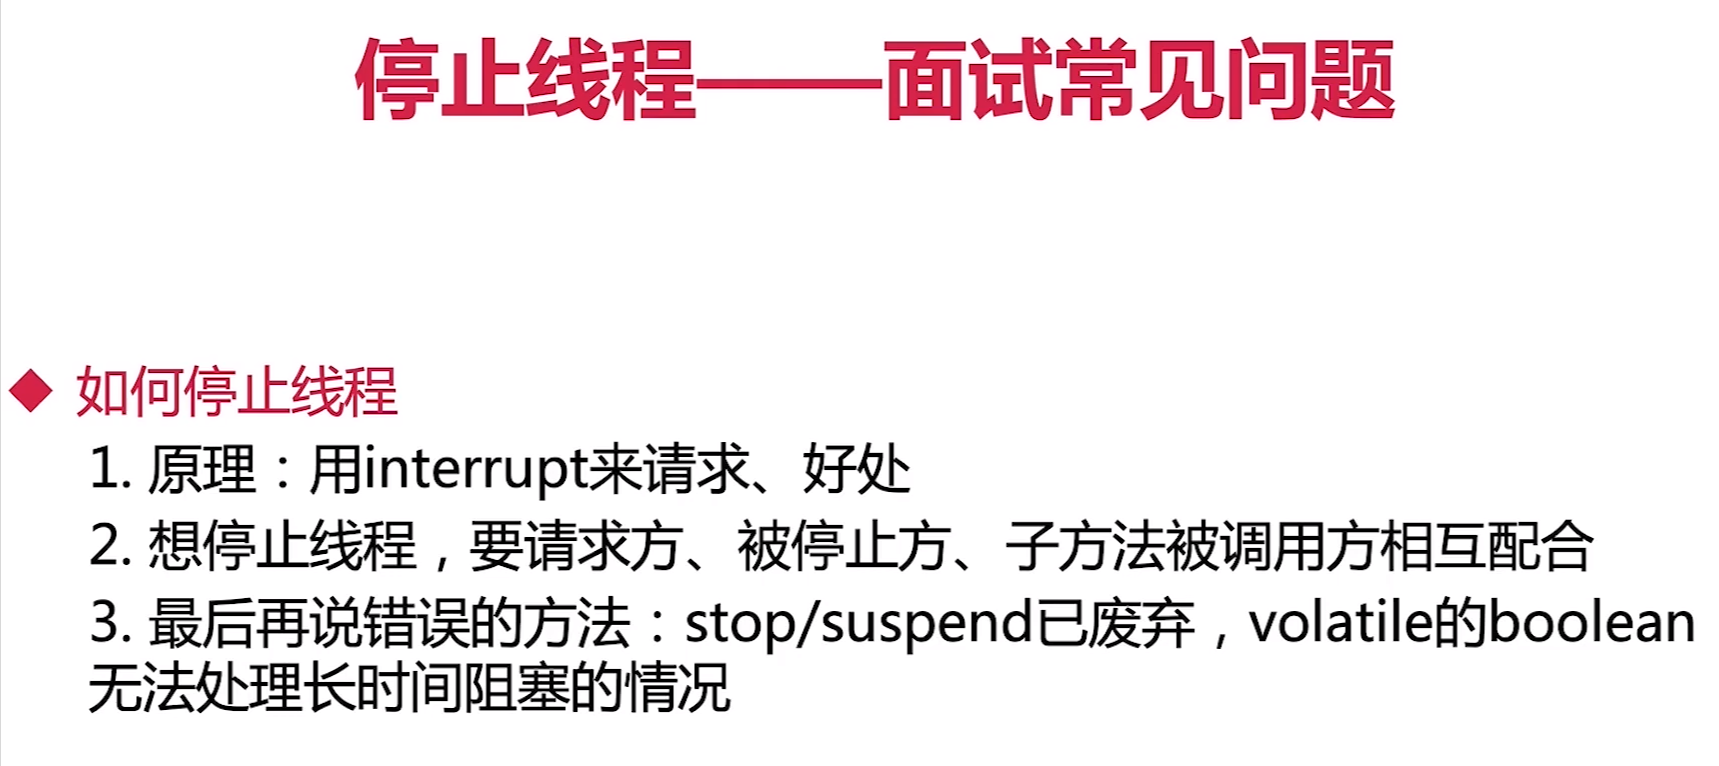 停止线程——面试常见问题
◆ 如何停止线程
1. 原理：用interrupt来请求、好处
2. 想停止线程，要请求方、被停止方、子方法被调用方相互配合
3. 最后再说错误的方法：stop/suspend已废弃，volatile的boolean
无法处理长时间阻塞的情况